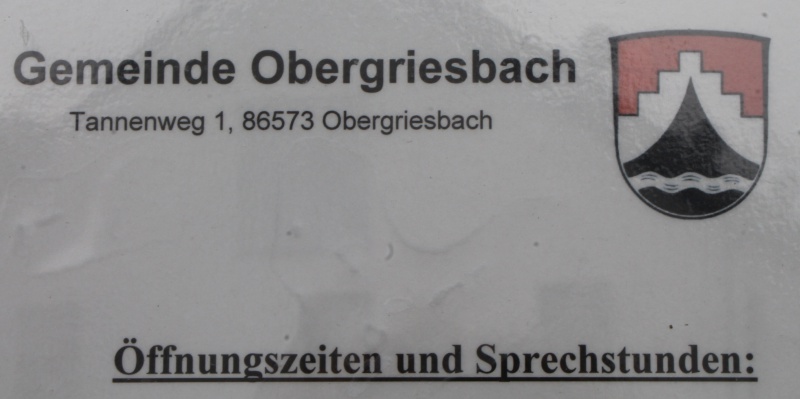 Gemeinde Obergriesbach
Tannenweg 1, 86573 Obergriesbach
Öffnungszeiten und Sprechstunden: